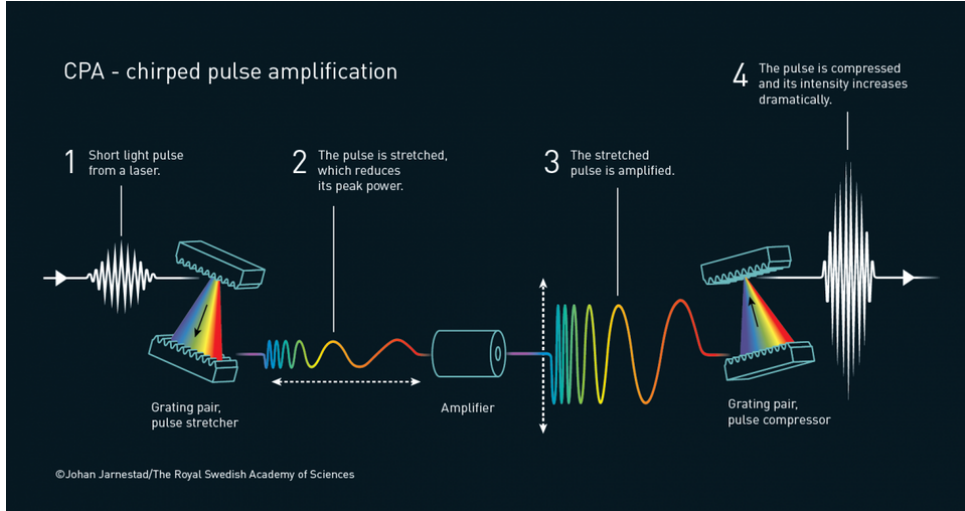 CPA - chirped pulse amplification
1
Short light pulse
from a laser.
2
The pulse is stretched,
which reduces
its peak power.
3
The stretched
pulse is amplified.
4
The pulse is compressed
and its intensity increases
dramatically.
Grating pair,
pulse stretcher
Amplifier
Grating pair,
pulse compressor
©Johan Jarnestad/The Royal Swedish Academy of Sciences